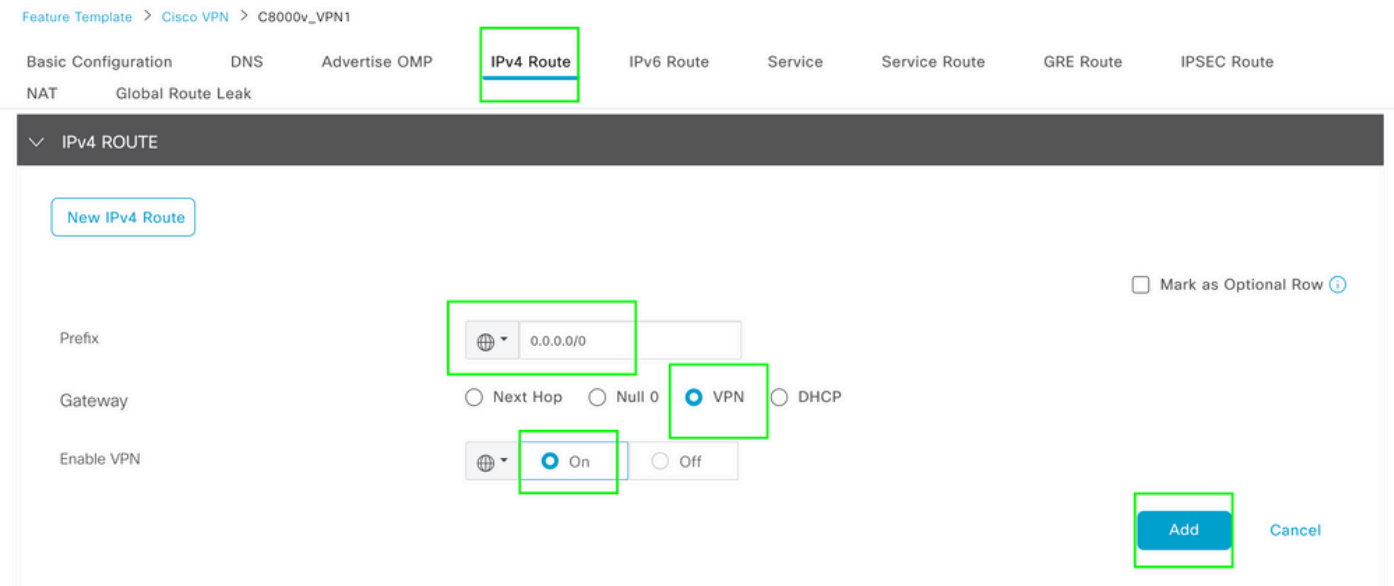 Feature Template > Cisco VPN > C8000v_VPN1
Basic Configuration DNS Advertise OMP IPv4 Route IPv6 Route Service Service Route GRE Route IPSEC Route
NAT Global Route Leak
IPv4 ROUTE
New IPv4 Route
Mark as Optional Row
Prefix 0.0.0.0/0
Gateway Next Hop Null 0 VPN DHCP
Enable VPN On Off
Add Cancel